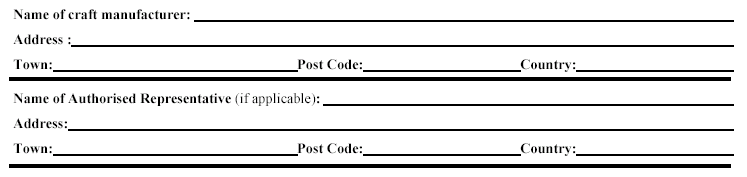 Name of craft manufacturer:
Address :
Town: Post Code: Country:
Name of Authorised Representative (if applicable):
Address:
Town: Post Code: Country: